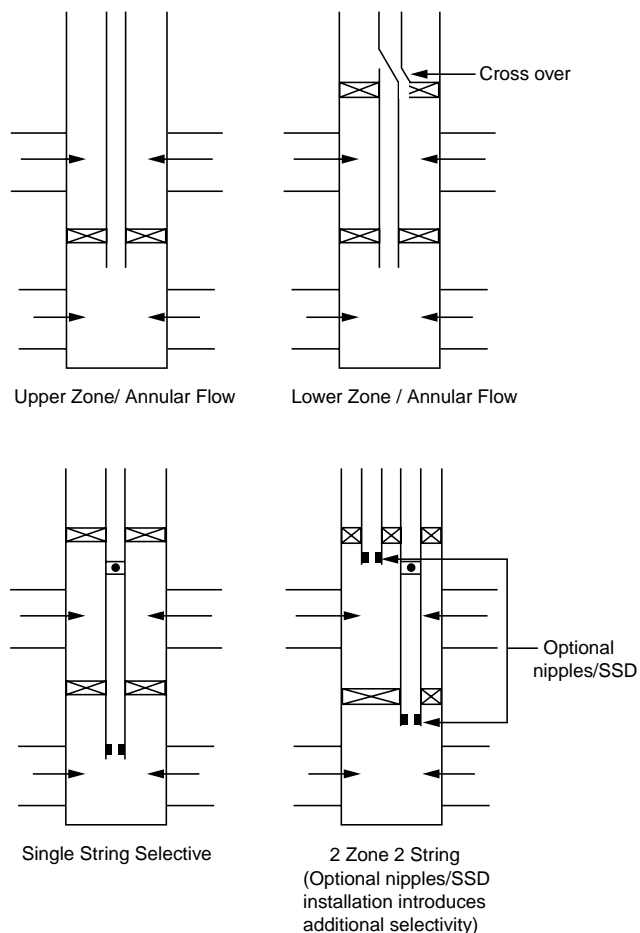 Cross over
Upper Zone/ Annular Flow
Lower Zone / Annular Flow
Optional
nipples/SSD
Single String Selective
2 Zone 2 String
(Optional nipples/SSD
installation introduces
additional selectivity)